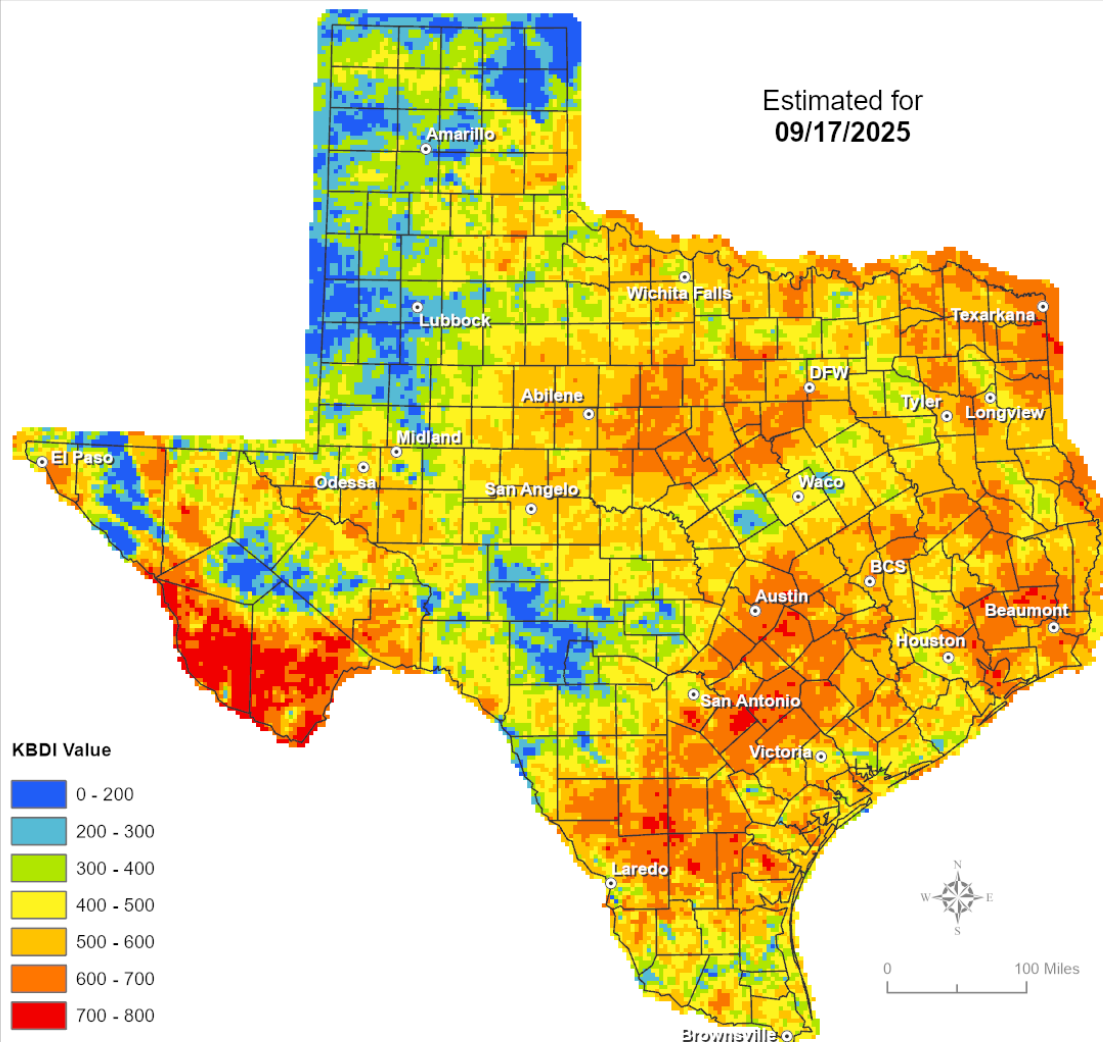 Estimated for
09/17/2025
Amarillo
Wichita Falls
Lubbock
Texarkana
DFW
Abilene
Tyler
Longview
Midland
El Paso
Odessa
San Angelo
Waco
BCS
Austin
Beaumont
Houston
San Antonio
Victoria
Laredo
Brownsville
KBDI Value
0 - 200
200 - 300
300 - 400
400 - 500
500 - 600
600 - 700
700 - 800
N
W E
S
0 100 Miles